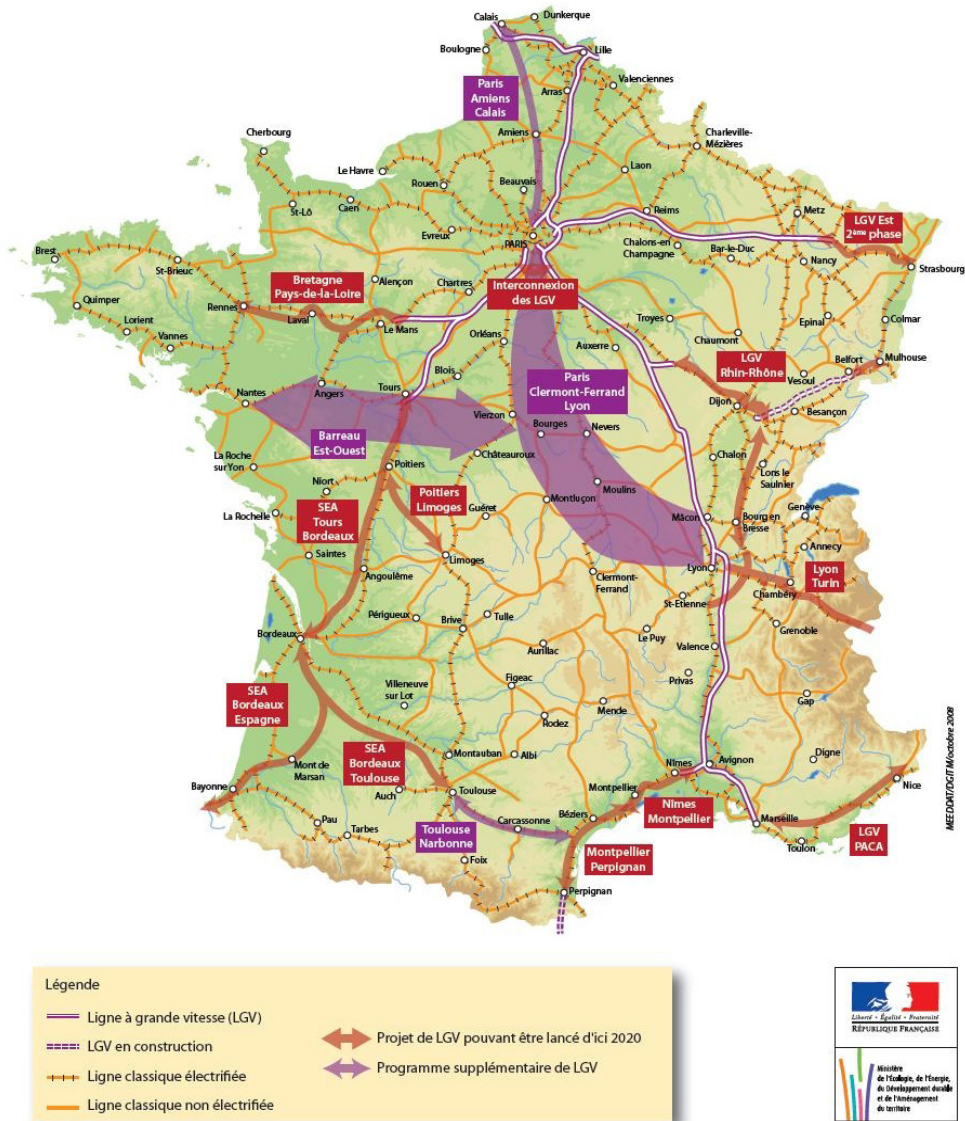 Calais
Dunkerque
Boulogne
Lille
Valenciennes
Paris
Amiens
Calais
Arras
Cherbourg
Amiens
Charleville-
Mézières
Le Havre
Rouen
Beauvais
Laon
St-Lô
Caen
Evreux
PARIS
Reims
Metz
LGV Est
2ème phase
Chalons-en
Champagne
Bar-le-Duc
Nancy
Strasbourg
Brest
St-Brieuc
Bretagne
Pays-de-la-Loire
Alençon
Chartres
Interconnexion
des LGV
Quimper
Rennes
Laval
Le Mans
Troyes
Epinal
Colmar
Lorient
Vannes
Orléans
Auxerre
Chaumont
LGV
Rhin-Rhône
Belfort
Mulhouse
Vesoul
Nantes
Angers
Tours
Blois
Paris
Clermont-Ferrand
Lyon
Vierzon
Dijon
Besançon
Barreau
Est-Ouest
Bourges
Nevers
La Roche
sur Yon
Châteauroux
Chalon
Lons le
Saulnier
Poitiers
Niort
Poitiers
Limoges
Moulins
Montluçon
La Rochelle
SEA
Tours
Bordeaux
Guéret
Mâcon
Bourg en
Bresse
Genève
Saintes
Limoges
Annecy
Angoulême
Clermont-
Ferrand
Lyon
Lyon
Turin
St-Etienne
Chambéry
Périgueux
Tulle
Brive
Grenoble
Bordeaux
Aurillac
Le Puy
Valence
Villeneuve
sur Lot
Figeac
Privas
SEA
Bordeaux
Espagne
Rodez
Mende
Gap
SEA
Bordeaux
Toulouse
Montauban
Albi
Avignon
Digne
Mont de
Marsan
Nîmes
Bayonne
Auch
Toulouse
Montpellier
Nice
Béziers
Nîmes
Montpellier
Marseille
Pau
Tarbes
Toulouse
Narbonne
Carcassonne
Toulon
LGV
PACA
Foix
Montpellier
Perpignan
Perpignan
MEEDDAT/DGITM/octobre 2008
Légende
Ligne à grande vitesse (LGV)
LGV en construction
Ligne classique électrifiée
Ligne classique non électrifiée
Projet de LGV pouvant être lancé d'ici 2020
Programme supplémentaire de LGV
Liberté • Égalité • Fraternité
RÉPUBLIQUE FRANÇAISE
Ministère
de l'Écologie, de l'Énergie,
du Développement durable
et de l'Aménagement
du territoire